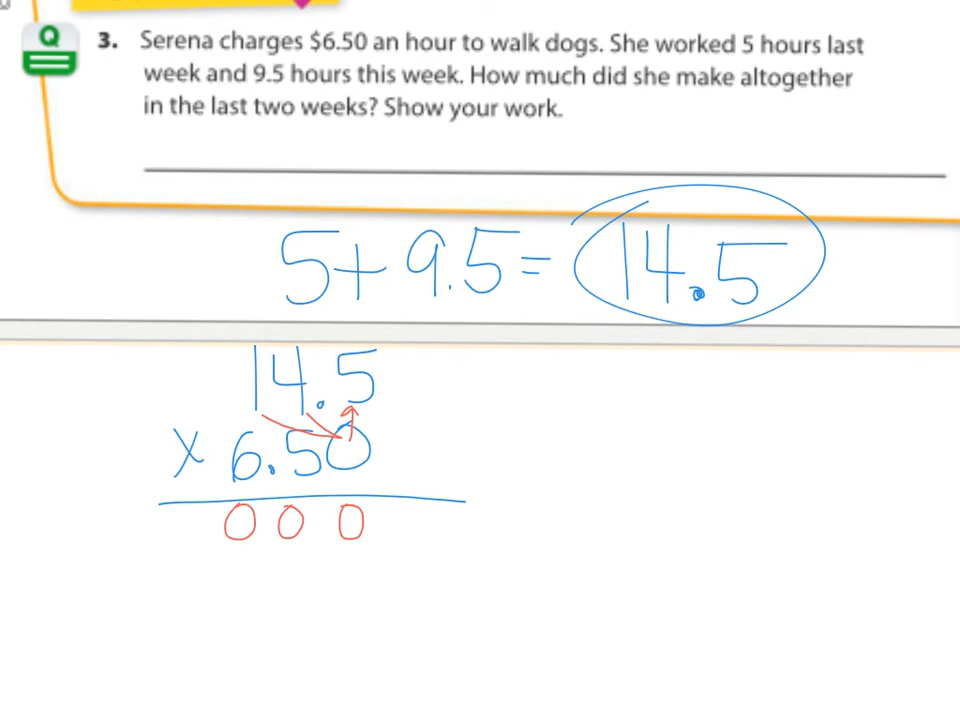 Q
3. Serena charges $6.50 an hour to walk dogs. She worked 5 hours last
week and 9.5 hours this week. How much did she make altogether
in the last two weeks? Show your work.
5+9.5=14.5
14.5
x 6.50
000